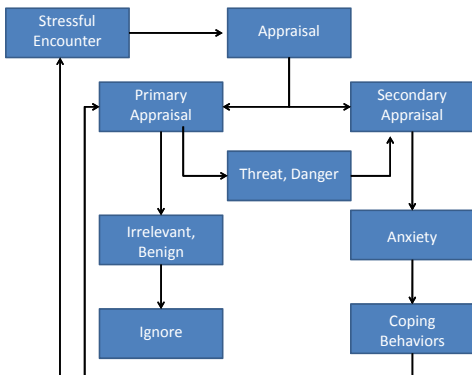 Stressful
Encounter
Appraisal
Primary
Appraisal
Secondary
Appraisal
Threat, Danger
Irrelevant,
Benign
Anxiety
Ignore
Coping
Behaviors